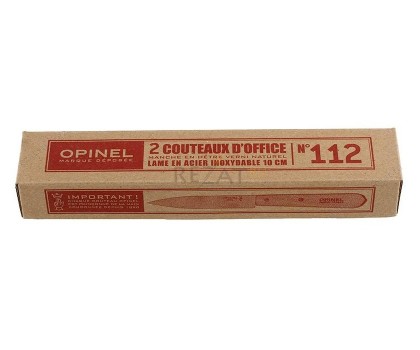 OPINEL
MARQUE DÉPOSÉE
2 COUTEAUX D'OFFICE
MANCHE EN HÊTRE VERNI NATUREL
LAME EN ACIER INOXYDABLE 10 CM
N°112
IMPORTANT!
OPINEL
REZAT